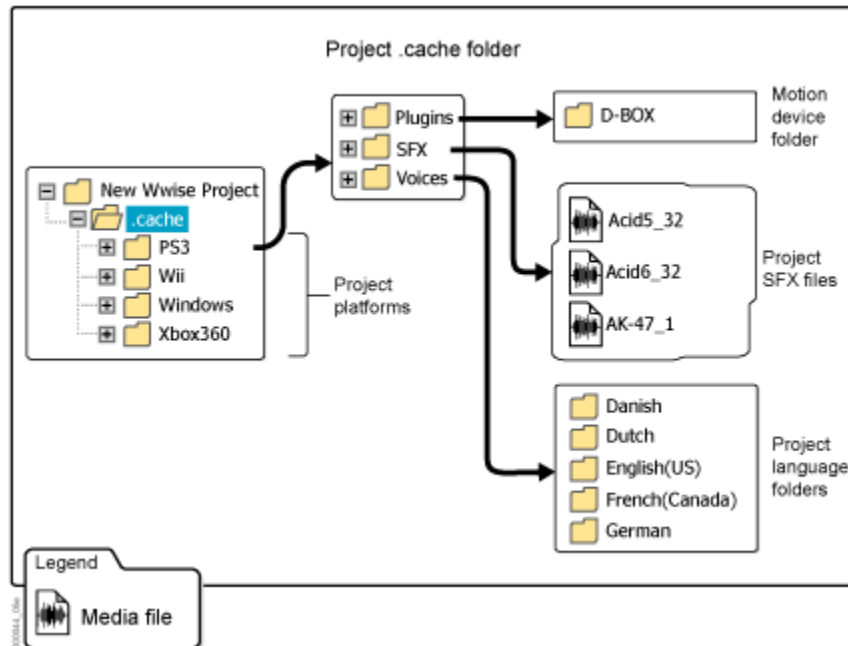 Project .cache folder
New Wwise Project
.cache
PS3
Wii
Windows
Xbox360
Project
platforms
Plugins
SFX
Voices
D-BOX
Motion
device
folder
Acid5_32
Acid6_32
AK-47_1
Project
SFX files
Danish
Dutch
English(US)
French(Canada)
German
Project
language
folders
Legend
Media file